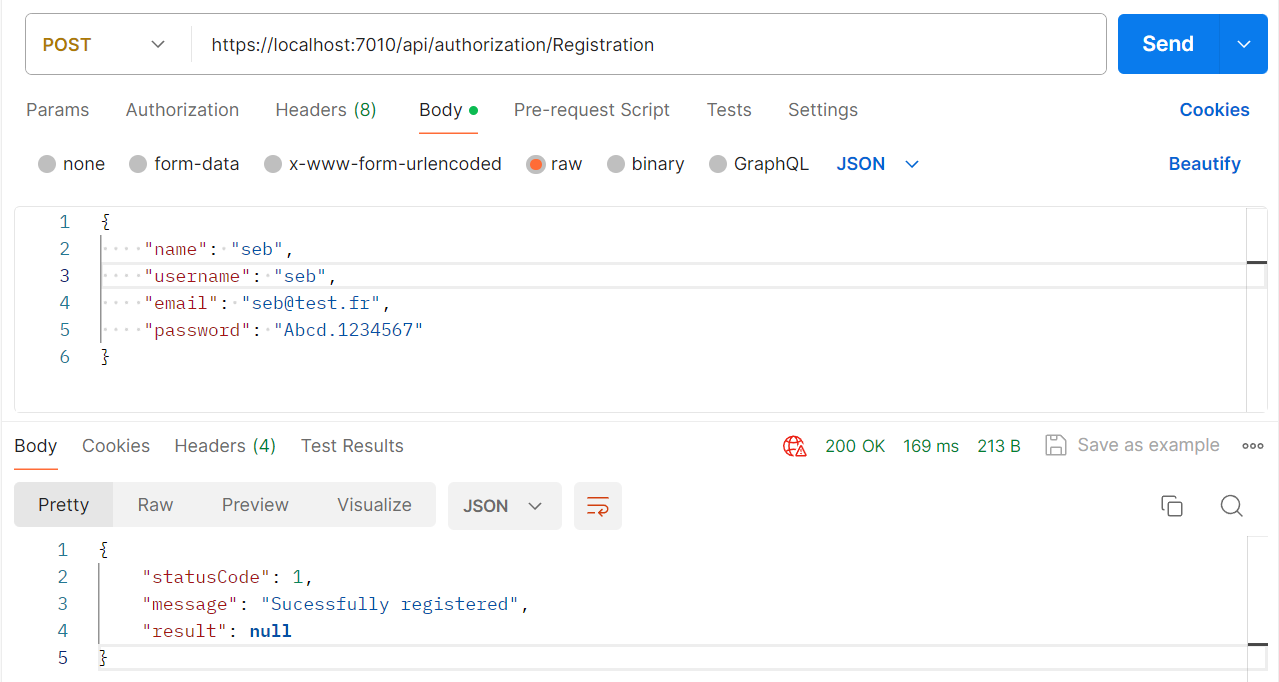 POST https://localhost:7010/api/authorization/Registration Send
Params Authorization Headers (8) Body Pre-request Script Tests Settings Cookies
none form-data x-www-form-urlencoded raw binary GraphQL JSON Beautify
1 {
2 "name": "seb",
3 "username": "seb",
4 "email": "seb@test.fr",
5 "password": "Abcd.1234567"
6 }
Body Cookies Headers (4) Test Results 200 OK 169 ms 213 B Save as example
Pretty Raw Preview Visualize JSON
1 {
2 "statusCode": 1,
3 "message": "Sucessfully registered",
4 "result": null
5 }